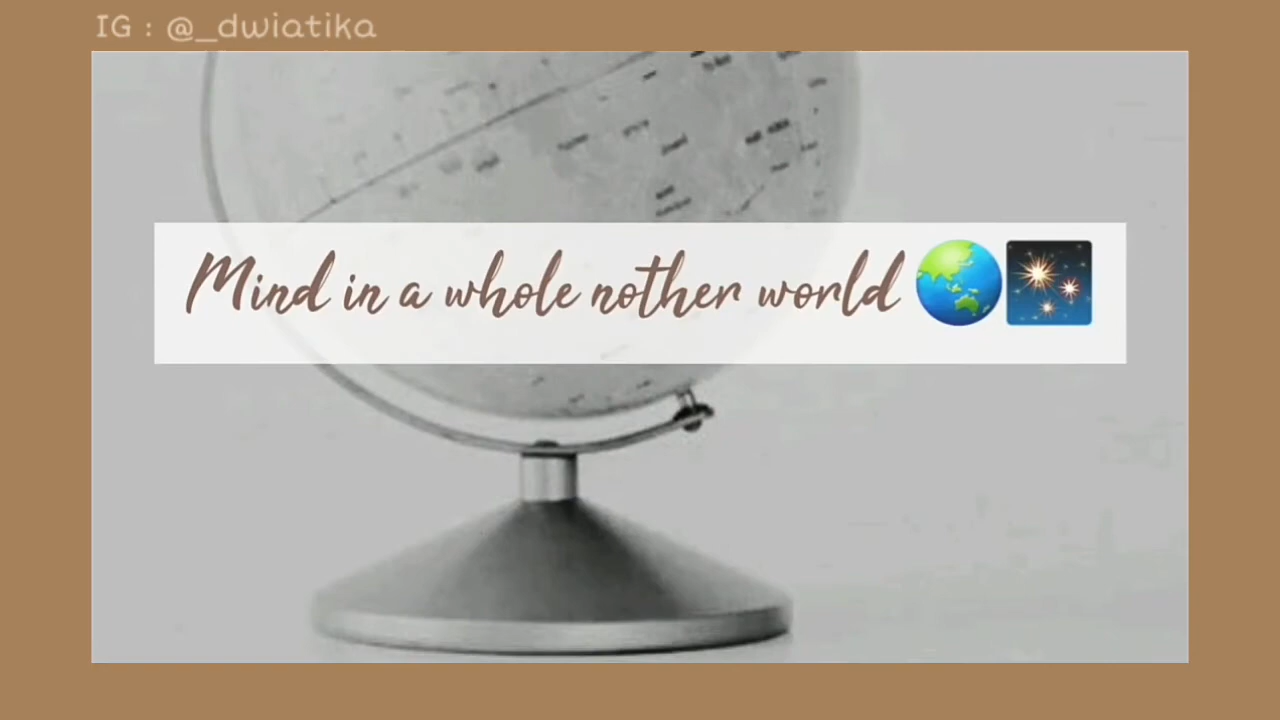 IG : @_dwiatika
Mind in a whole nother world 🌏🎇